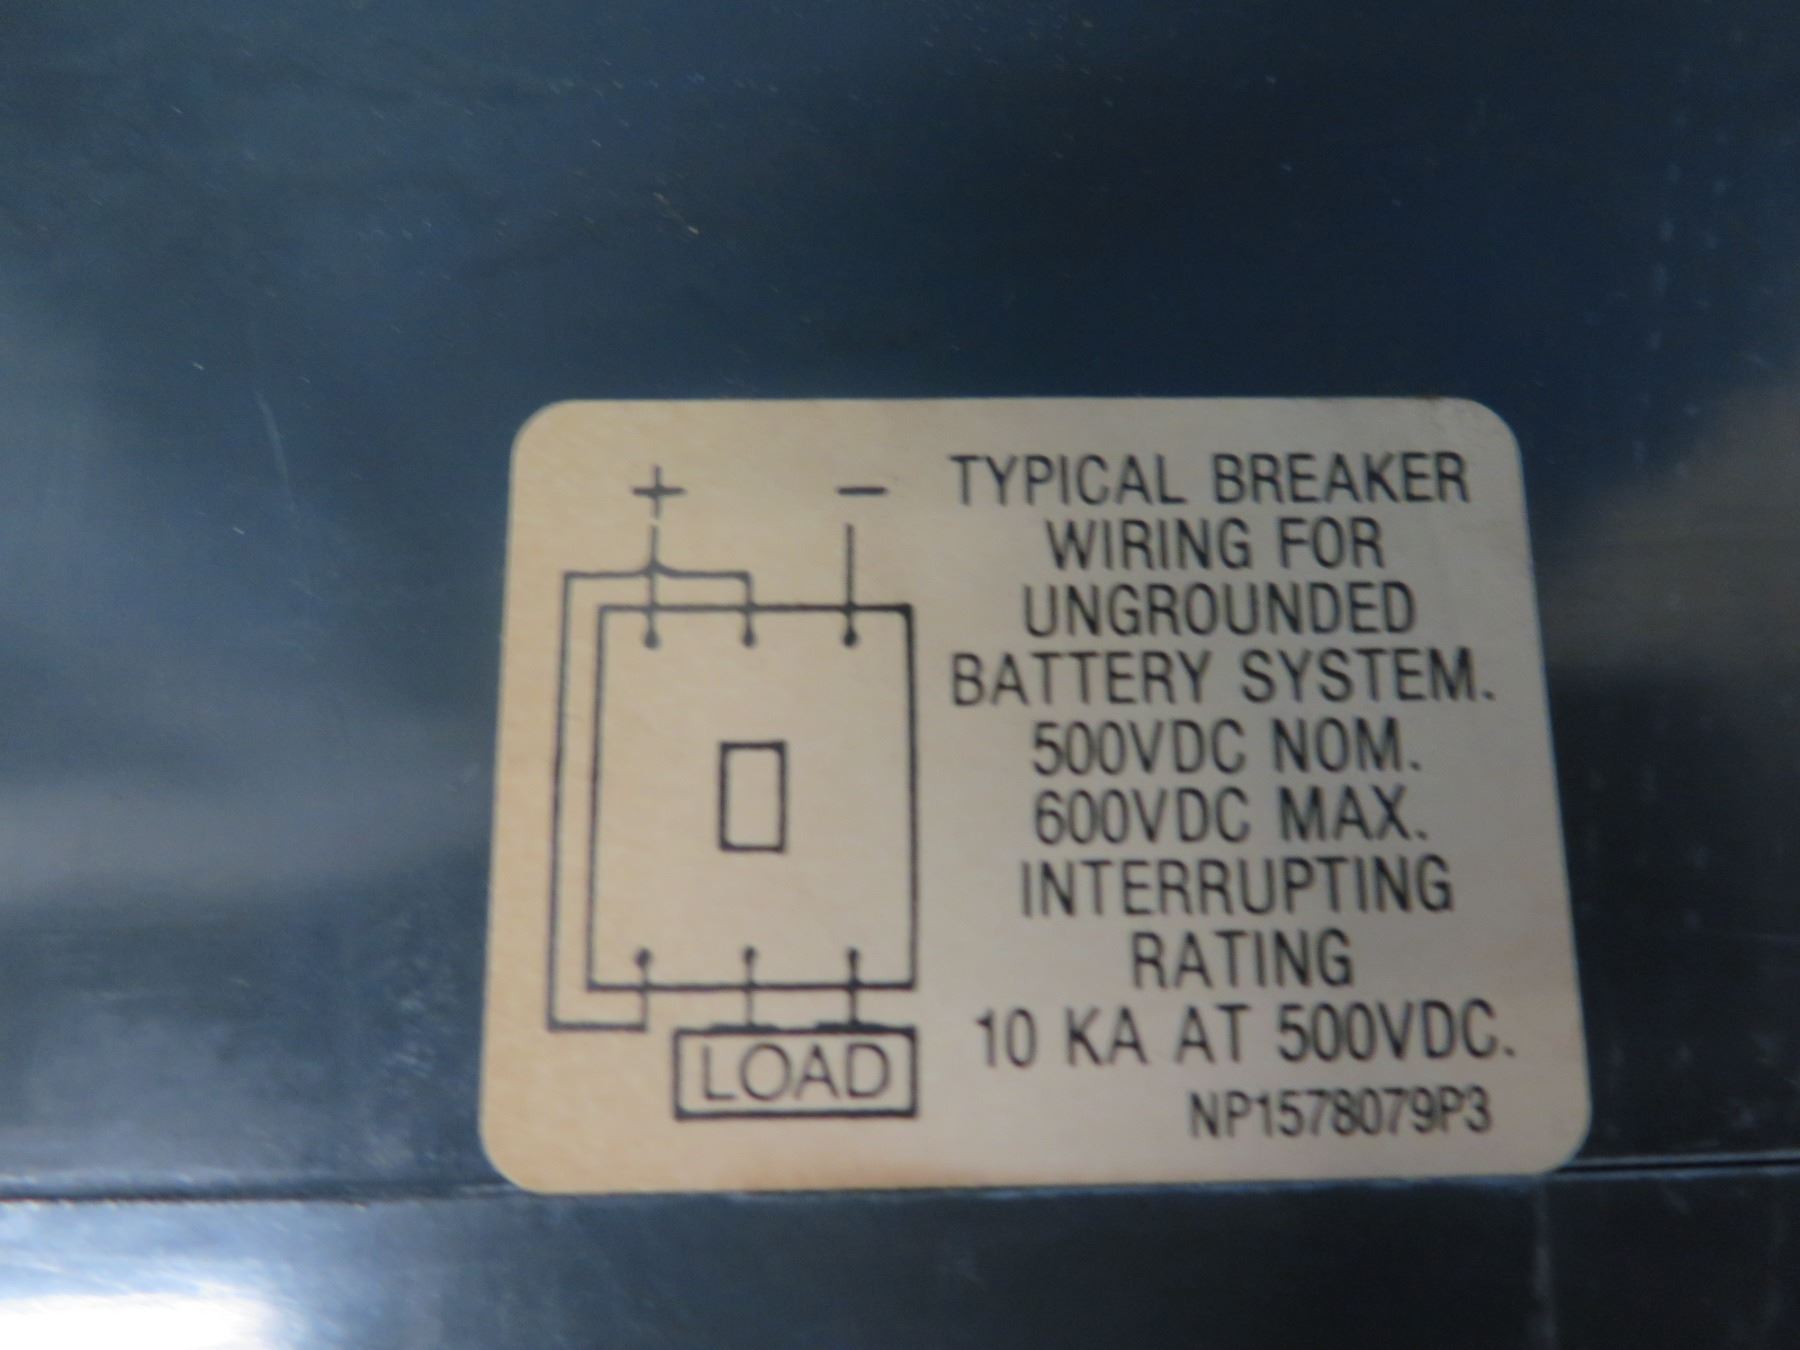 + −
TYPICAL BREAKER
WIRING FOR
UNGROUNDED
BATTERY SYSTEM.
500VDC NOM.
600VDC MAX.
INTERRUPTING
RATING
10 KA AT 500VDC.
NP1578079P3
LOAD